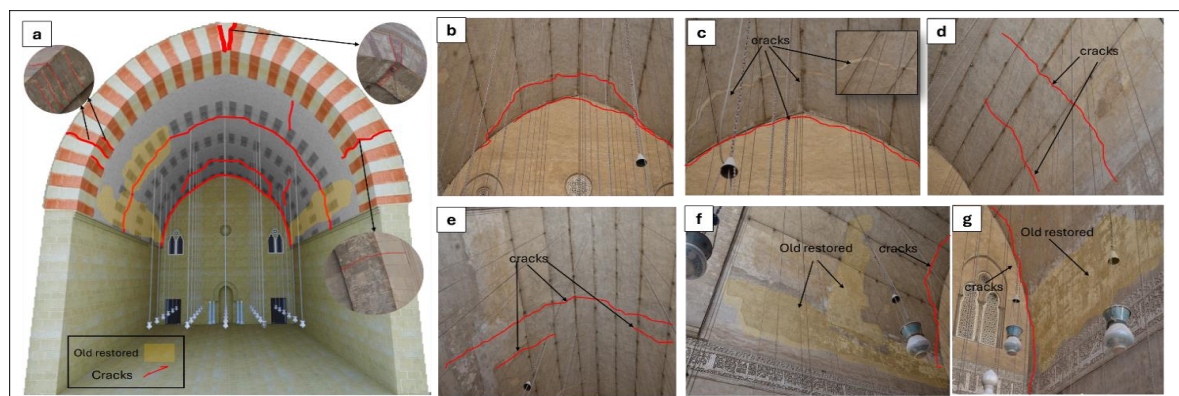 a
Old restored
Cracks
b
c
cracks
d
cracks
e
cracks
f
Old restored
cracks
g
Old restored
cracks